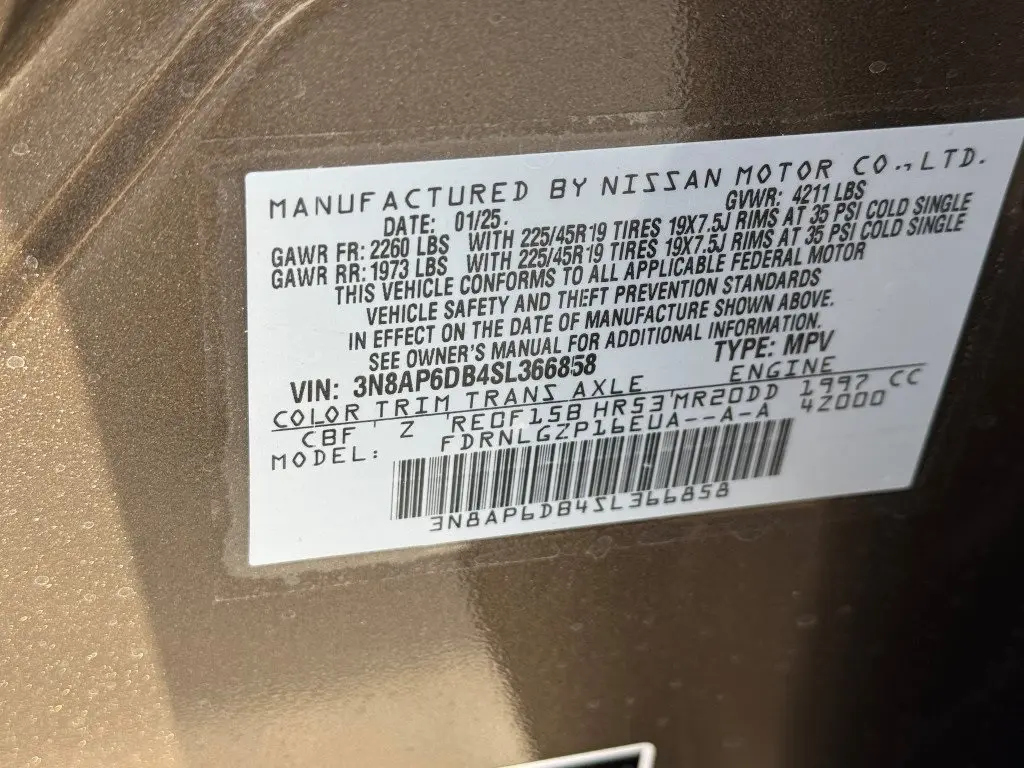 MANUFACTURED BY NISSAN MOTOR CO.,LTD.
DATE: 01/25. GVWR: 4211 LBS
GAWR FR: 2260 LBS WITH 225/45R19 TIRES 19X7.5J RIMS AT 35 PSI COLD SINGLE
GAWR RR: 1973 LBS WITH 225/45R19 TIRES 19X7.5J RIMS AT 35 PSI COLD SINGLE
THIS VEHICLE CONFORMS TO ALL APPLICABLE FEDERAL MOTOR
VEHICLE SAFETY AND THEFT PREVENTION STANDARDS
IN EFFECT ON THE DATE OF MANUFACTURE SHOWN ABOVE.
SEE OWNER'S MANUAL FOR ADDITIONAL INFORMATION.
VIN: 3N8AP6DB4SL366858 TYPE: MPV
COLOR TRIM TRANS AXLE ENGINE
CBF Z RE0F15B HR53 MR20DD 1997 CC
MODEL: FDRNLGZP16EUA--A-A 4Z000
3N8AP6DB4SL366858